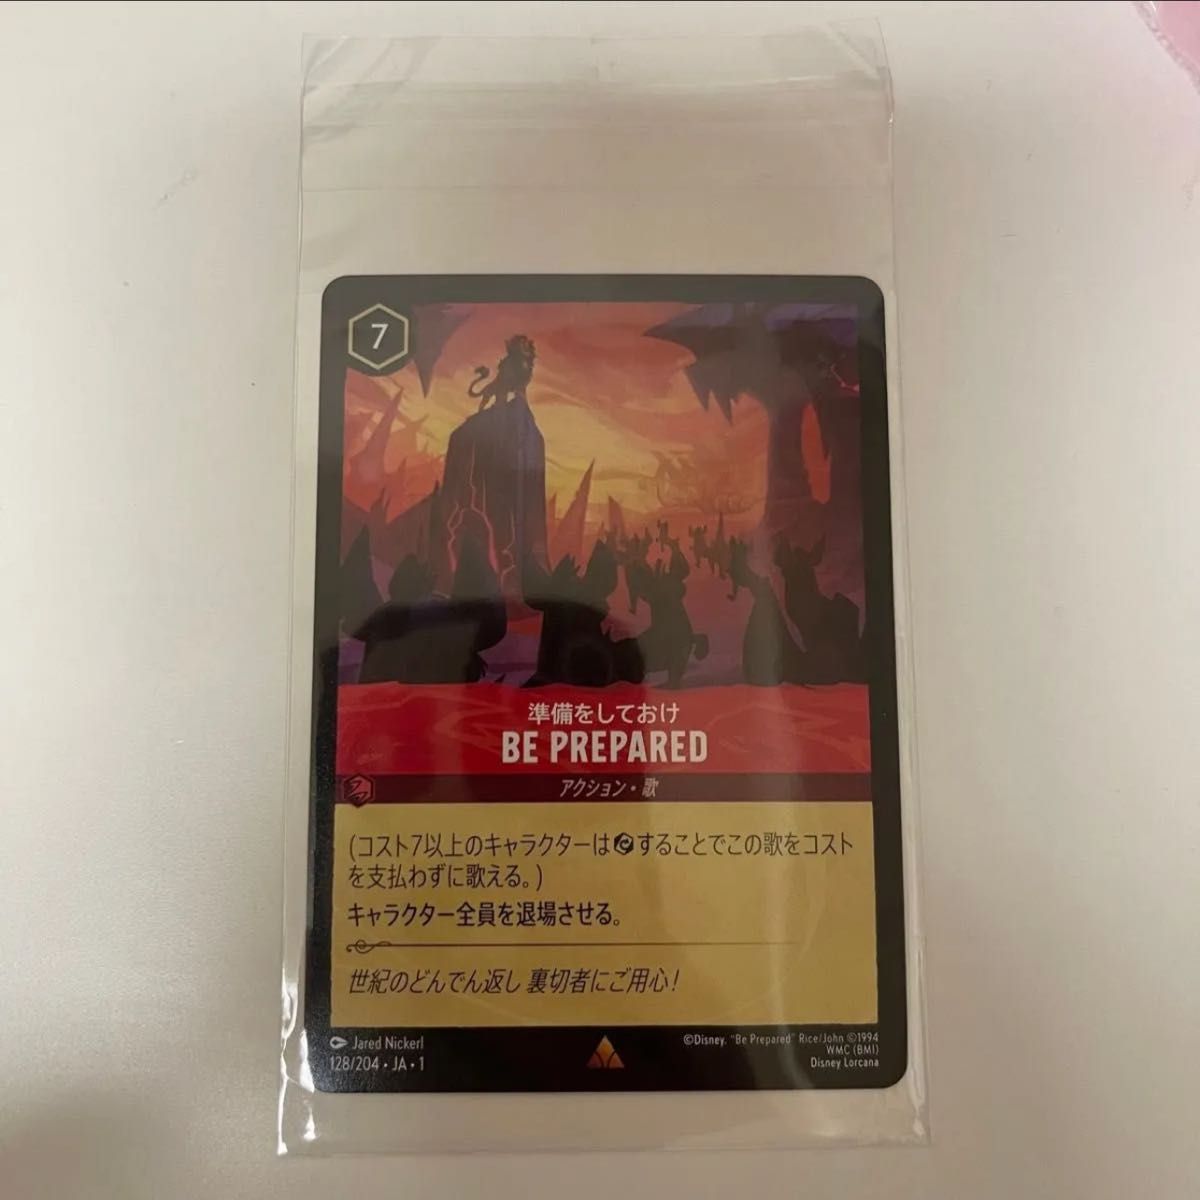 7
準備をしておけ
BE PREPARED
アクション・歌
(コスト7以上のキャラクターはすることでこの歌をコスト
を支払わずに歌える。)
キャラクター全員を退場させる。
世紀のどんでん返し 裏切者にご用心!
Jared Nickerl
128/204・JA・1
©Disney. "Be Prepared" Rice/John ©1994
WMC (BMI)
Disney Lorcana